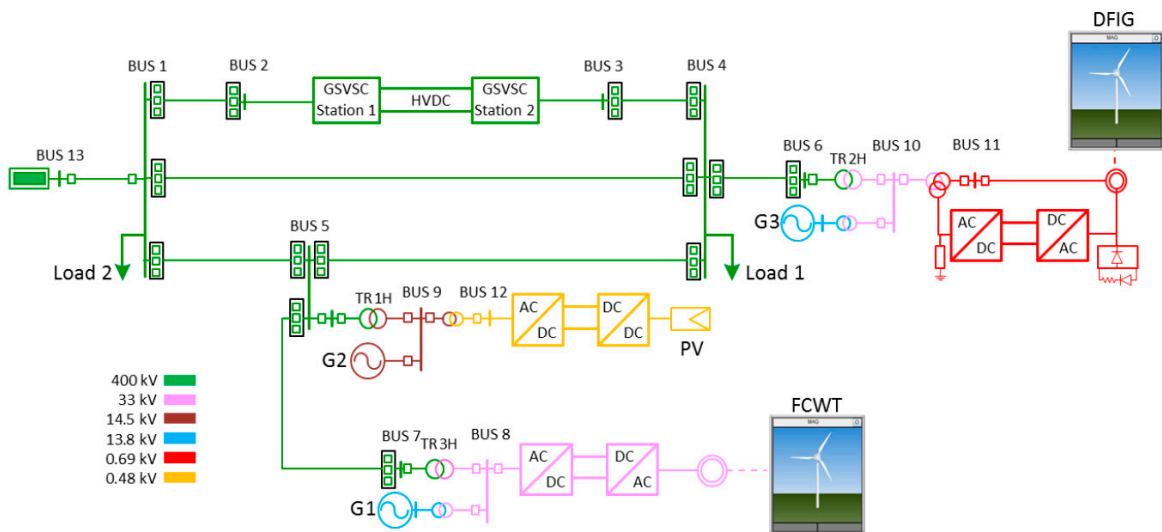 DFIG
MAG
BUS 1
BUS 2
BUS 3
BUS 4
GSVSC
Station 1
HVDC
GSVSC
Station 2
BUS 13
BUS 6
TR 2H
BUS 10
BUS 11
G3
AC
DC
DC
AC
Load 2
BUS 5
Load 1
TR 1H
BUS 9
BUS 12
AC
DC
DC
DC
PV
G2
400 kV
33 kV
14.5 kV
13.8 kV
0.69 kV
0.48 kV
FCWT
MAG
BUS 7
TR 3H
BUS 8
AC
DC
DC
AC
G1